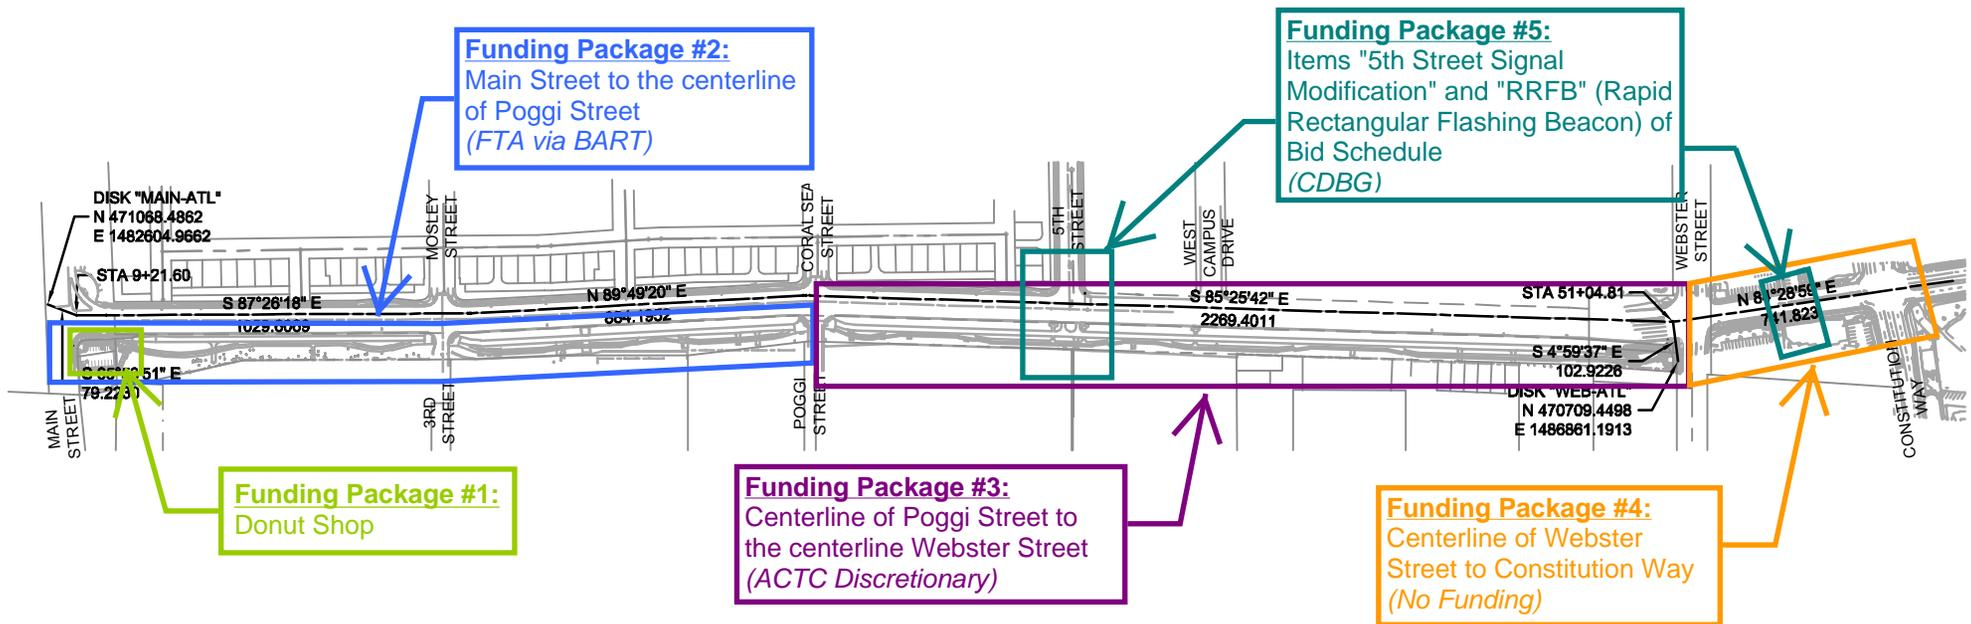 Funding Package #2:
Main Street to the centerline
of Poggi Street
(FTA via BART)
Funding Package #5:
Items "5th Street Signal
Modification" and "RRFB" (Rapid
Rectangular Flashing Beacon) of
Bid Schedule
(CDBG)
DISK "MAIN-ATL"
N 471068.4862
E 1482604.9662
STA 9+21.60
MOSLEY
STREET
CORAL SEA
STREET
5TH
STREET
WEST
CAMPUS
DRIVE
WEBSTER
STREET
S 87°26'18" E
N 89°49'20" E
S 85°25'42" E
2269.4011
STA 51+04.81
741.823
S 4°59'37" E
102.9226
DISK "WEB-ATL"
N 470709.4498
E 1486861.1913
MAIN
STREET
3RD
STREET
POGGI
STREET
CONSTITUTION
WAY
Funding Package #1:
Donut Shop
Funding Package #3:
Centerline of Poggi Street to
the centerline Webster Street
(ACTC Discretionary)
Funding Package #4:
Centerline of Webster
Street to Constitution Way
(No Funding)